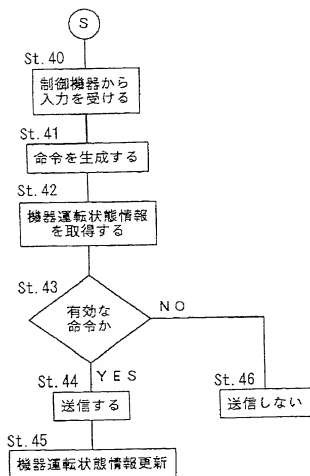 S
St.40
制御機器から
入力を受ける
St.41
命令を生成する
St.42
機器運転状態情報
を取得する
St.43
有効な
命令か
NO
YES
St.44
送信する
St.46
送信しない
St.45
機器運転状態情報更新